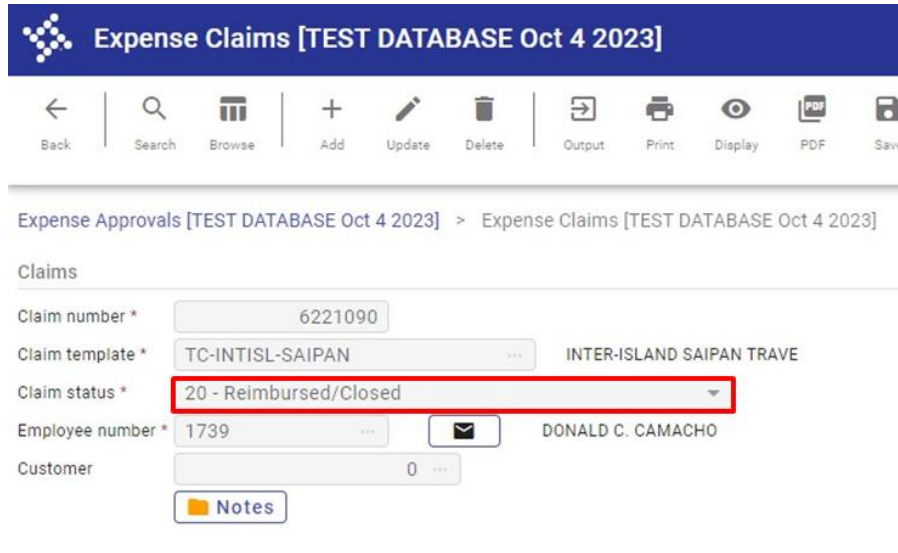 Expense Claims [TEST DATABASE Oct 4 2023]
Back Search Browse Add Update Delete Output Print Display PDF Save
Expense Approvals [TEST DATABASE Oct 4 2023] > Expense Claims [TEST DATABASE Oct 4 2023]
Claims
Claim number * 6221090
Claim template * TC-INTISL-SAIPAN ... INTER-ISLAND SAIPAN TRAVE
Claim status * 20 - Reimbursed/Closed
Employee number * 1739 ... DONALD C. CAMACHO
Customer 0 ...
Notes